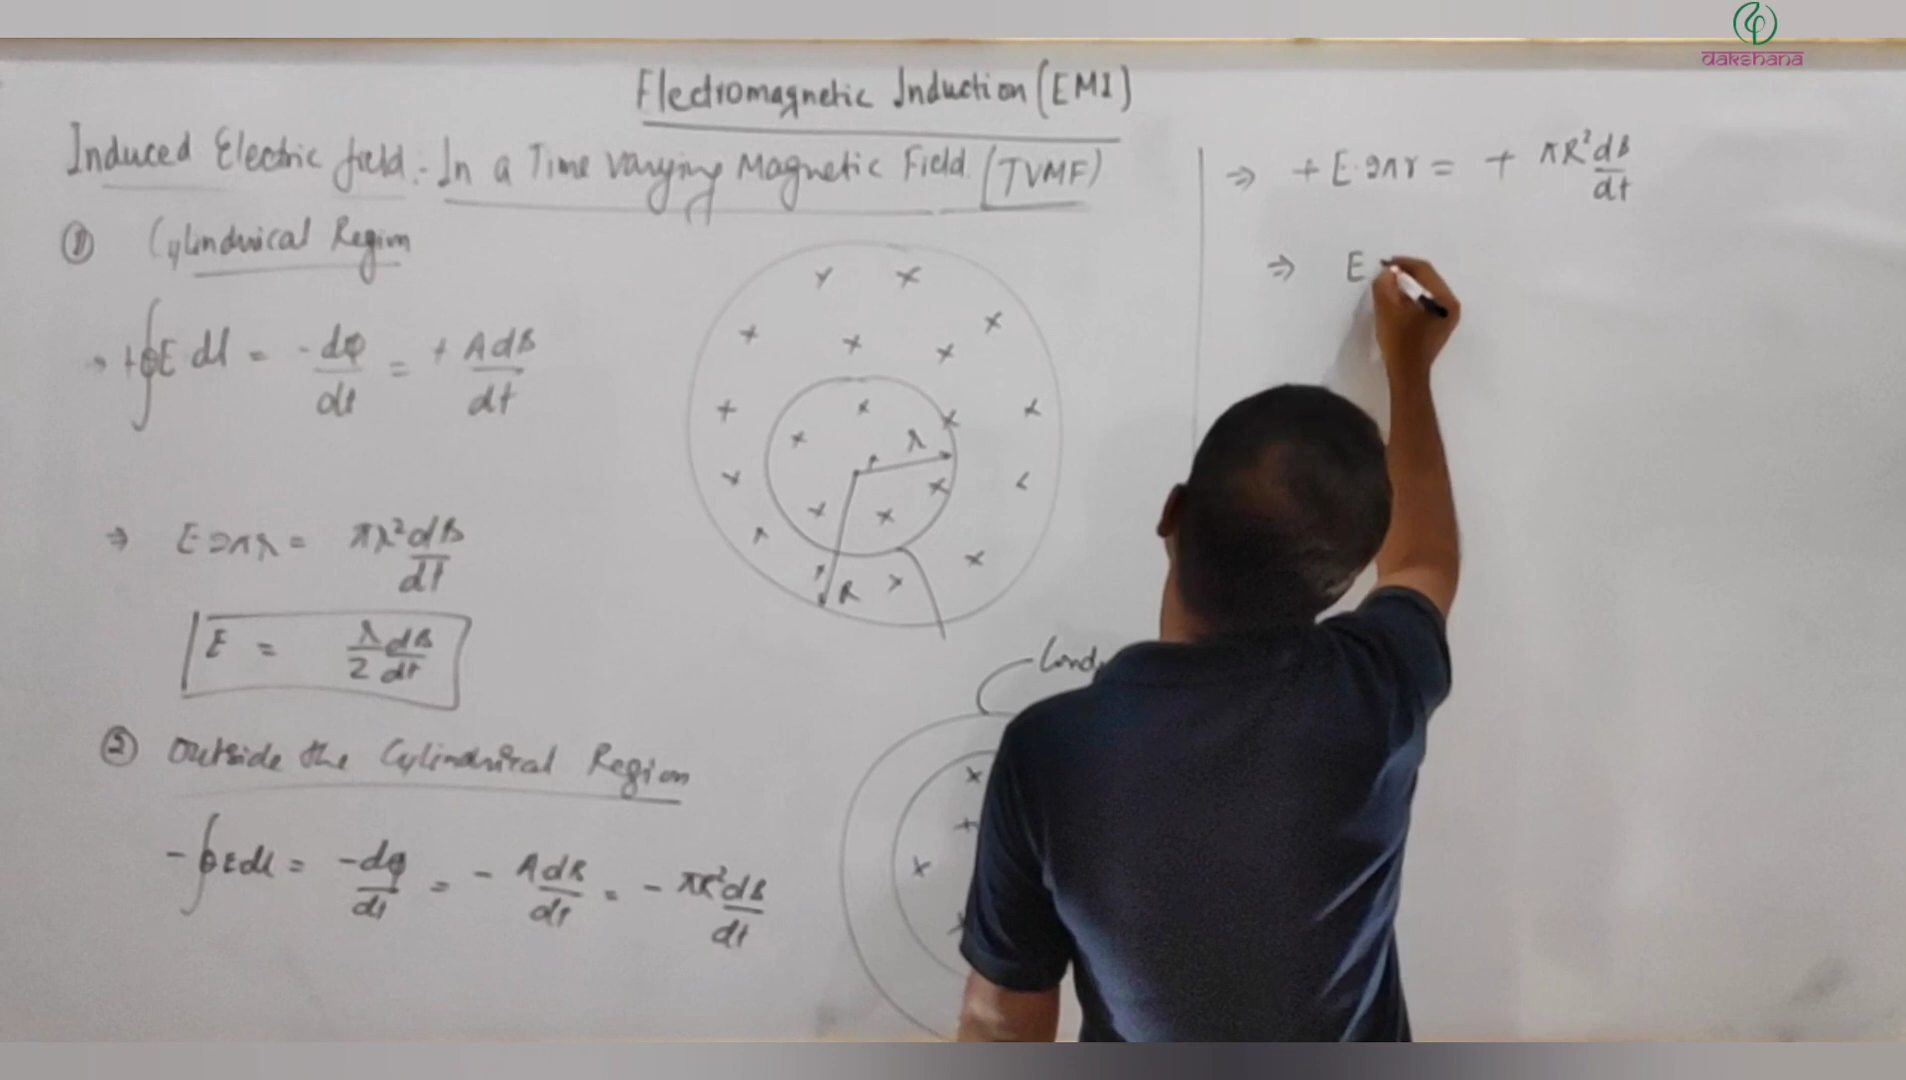 dakshana
Electromagnetic Induction (EMI)
Induced Electric field:- In a Time varying Magnetic Field (TVMF)
① Cylindrical Region
+∮E dl = -dφ/dt = + A dB/dt
⇒ E 2πr = πr² dB/dt
E = r/2 dB/dt
R
r
② Outside the Cylindrical Region
-∮E dl = -dφ/dt = - A dB/dt = - πR² dB/dt
⇒ + E·2πr = + πR² dB/dt
⇒ E